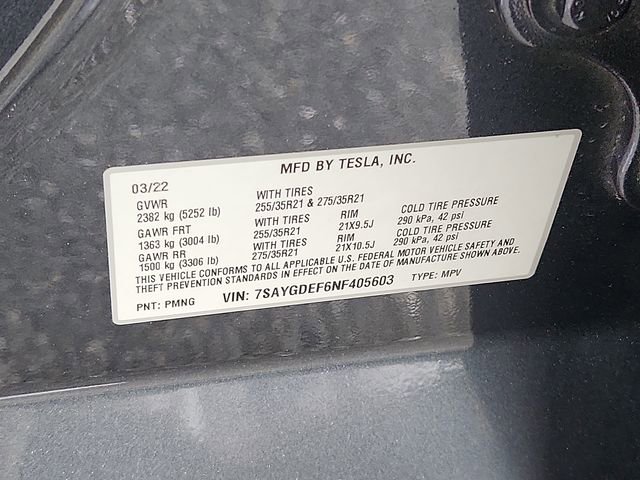 MFD BY TESLA, INC.
03/22
GVWR WITH TIRES
2382 kg (5252 lb) 255/35R21 & 275/35R21
GAWR FRT WITH TIRES RIM COLD TIRE PRESSURE
1363 kg (3004 lb) 255/35R21 21X9.5J 290 kPa, 42 psi
GAWR RR WITH TIRES RIM COLD TIRE PRESSURE
1500 kg (3306 lb) 275/35R21 21X10.5J 290 kPa, 42 psi
THIS VEHICLE CONFORMS TO ALL APPLICABLE U.S. FEDERAL MOTOR VEHICLE SAFETY AND
THEFT PREVENTION STANDARDS IN EFFECT ON THE DATE OF MANUFACTURE SHOWN ABOVE.
PNT: PMNG VIN: 7SAYGDEF6NF405603 TYPE: MPV